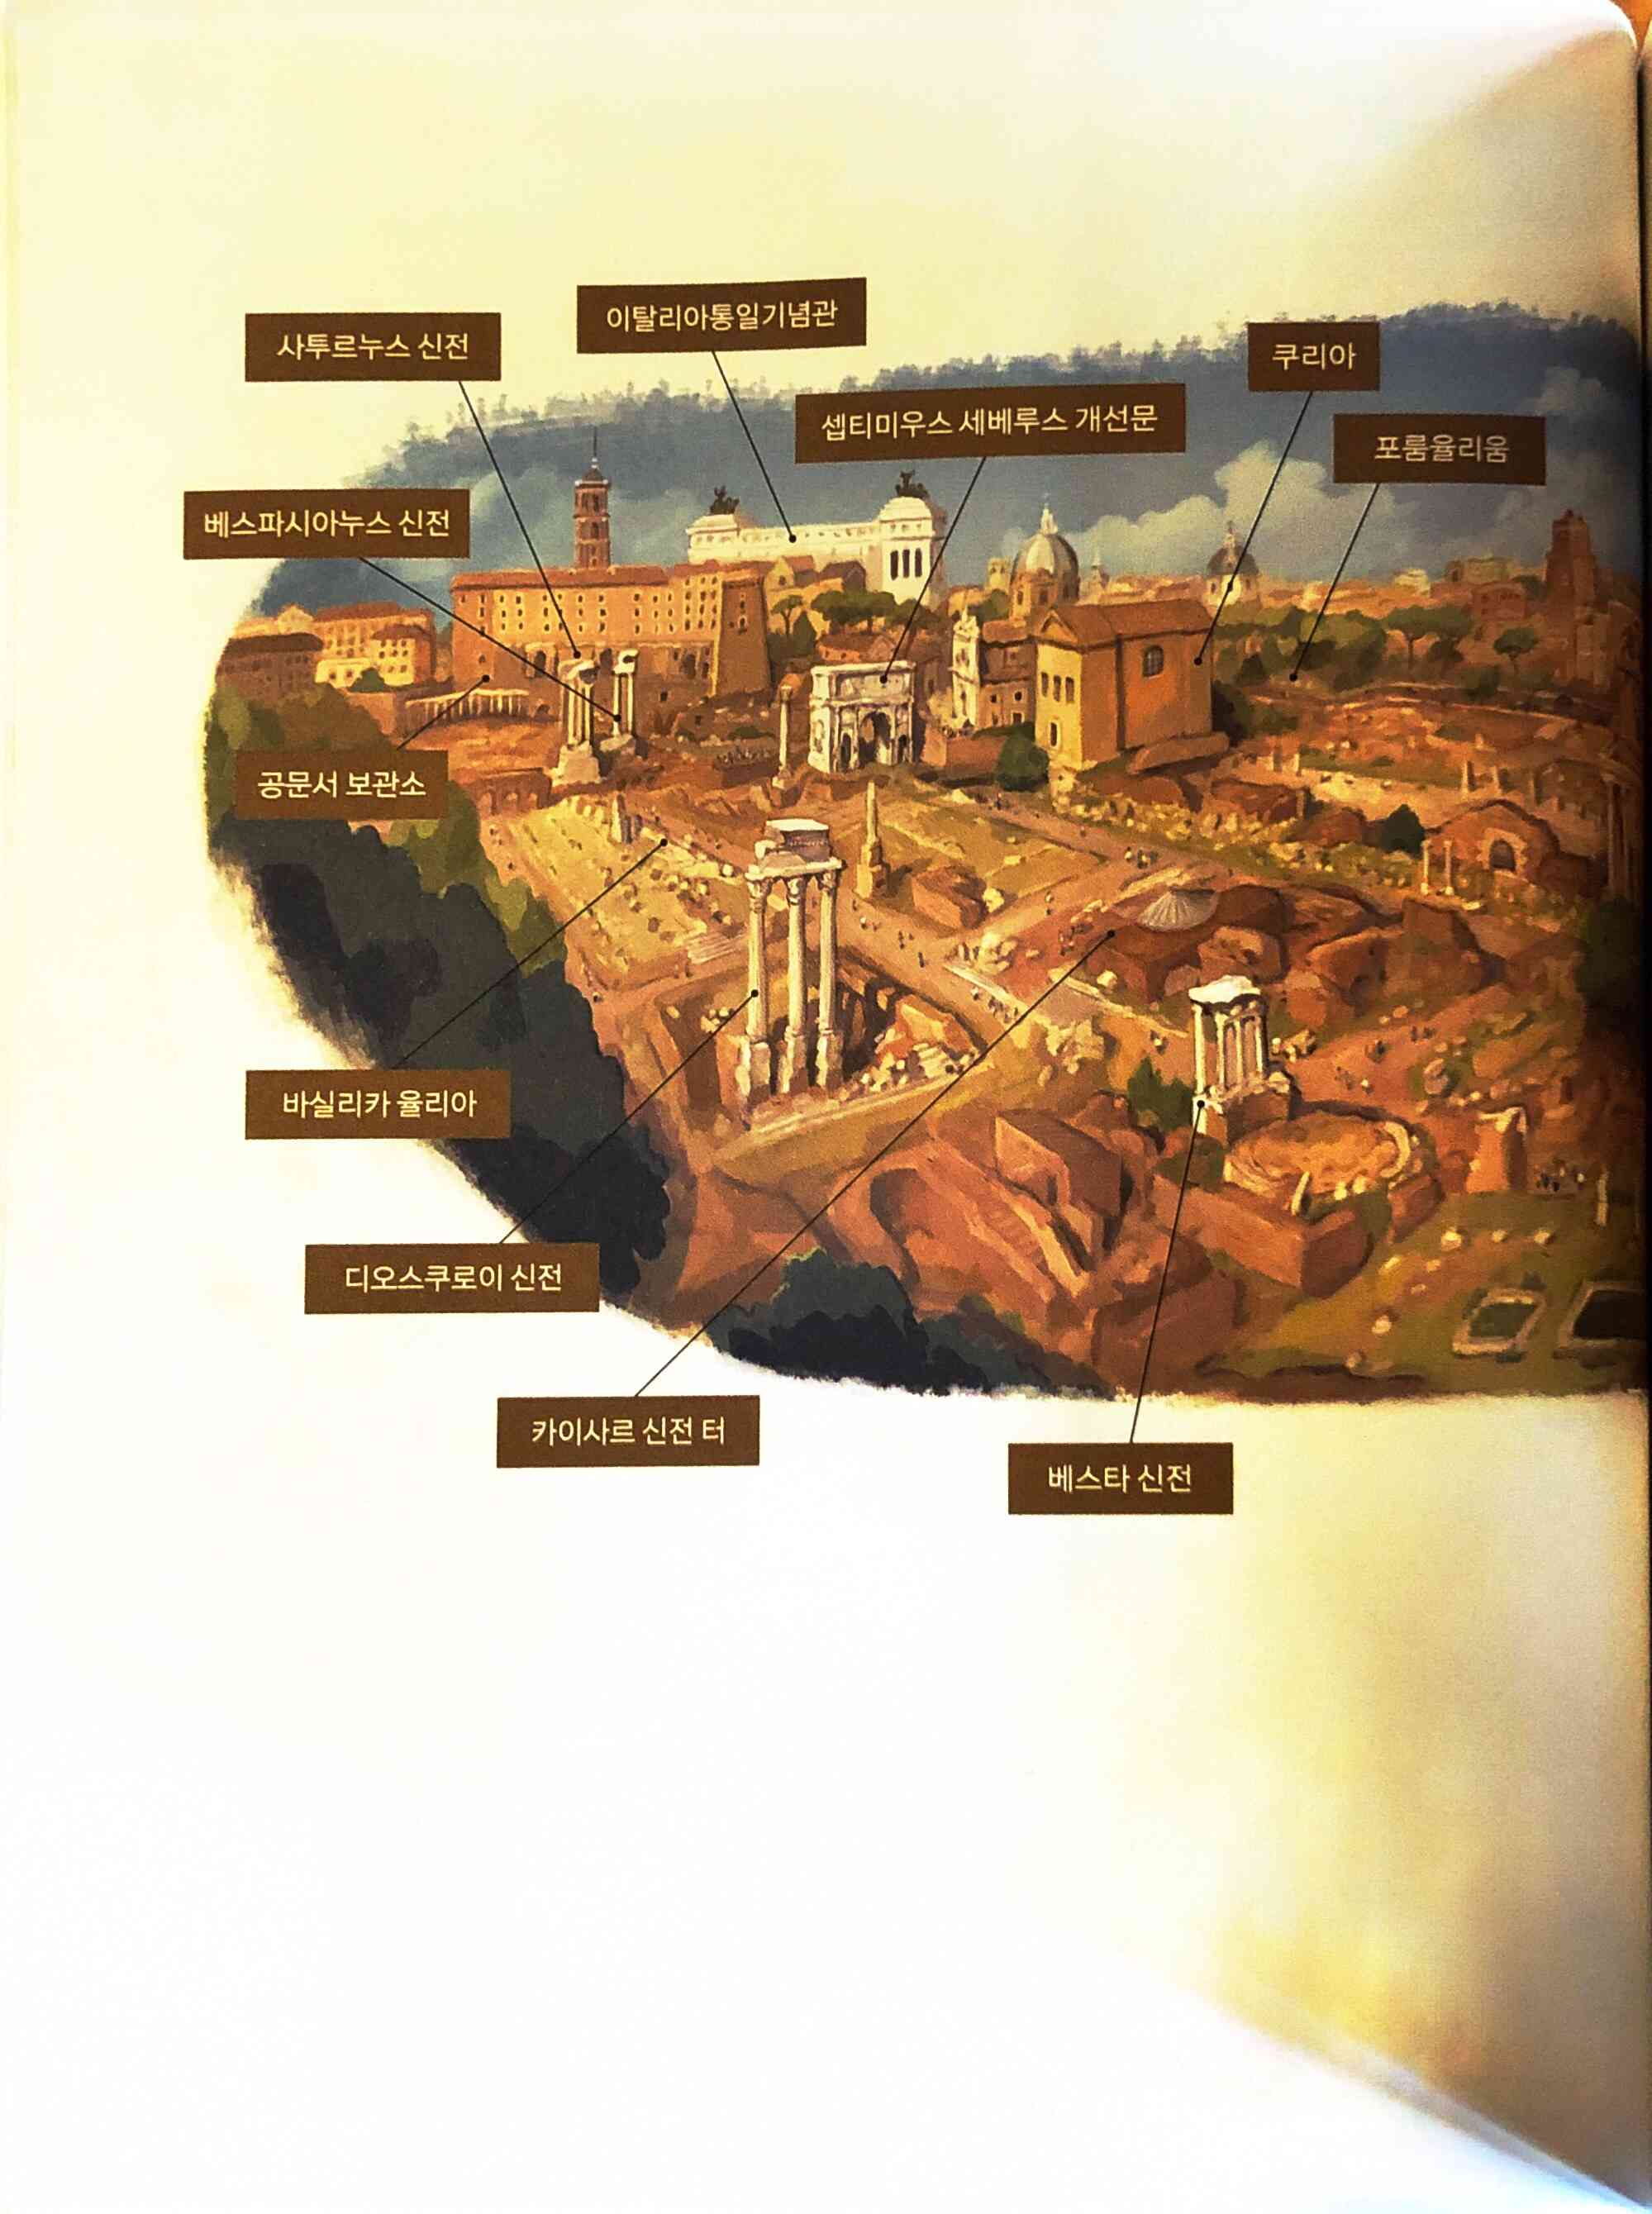 이탈리아통일기념관
사투르누스 신전
쿠리아
셉티미우스 세베루스 개선문
포룸율리움
베스파시아누스 신전
공문서 보관소
바실리카 율리아
디오스쿠로이 신전
카이사르 신전 터
베스타 신전